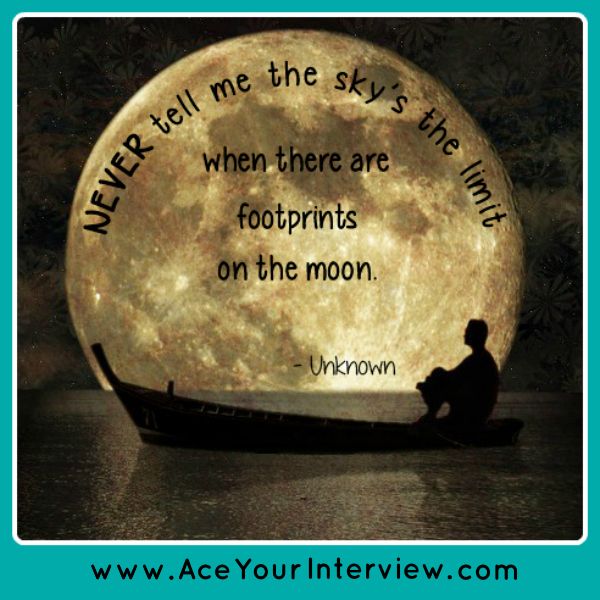 NEVER tell me the sky's the limit
when there are
footprints
on the moon.
- Unknown
www.AceYourInterview.com